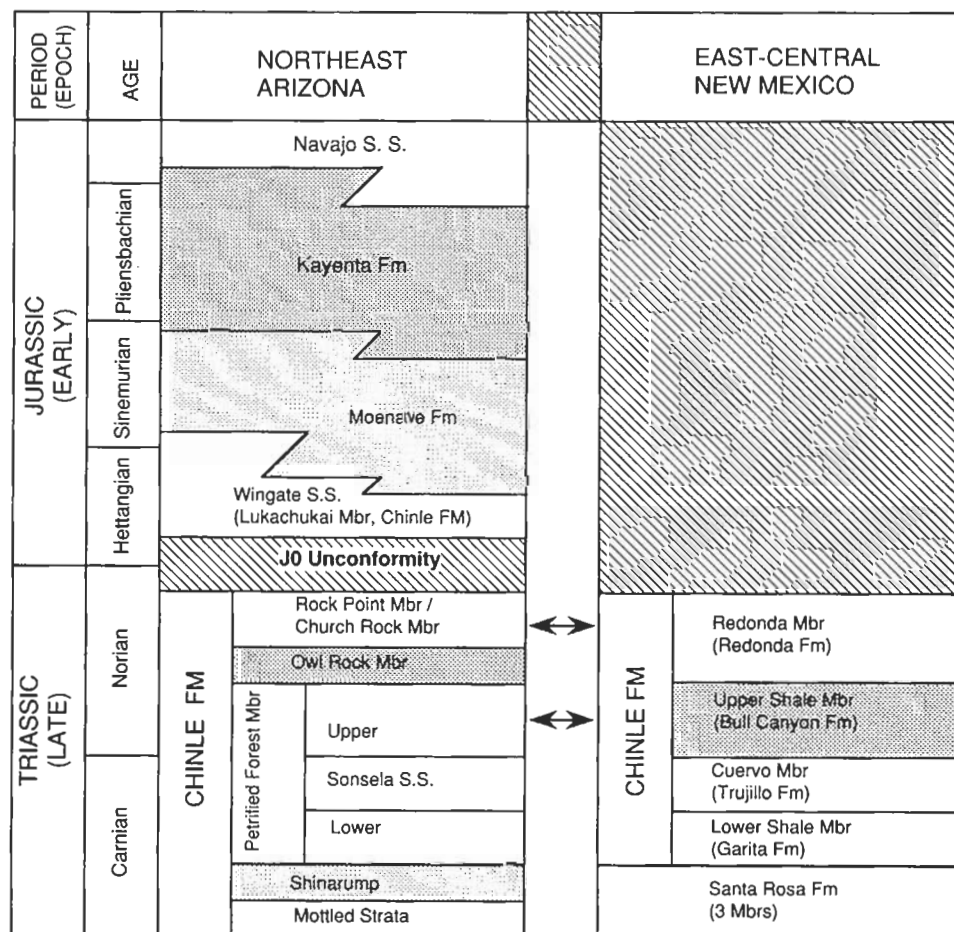 PERIOD
(EPOCH)
AGE
NORTHEAST
ARIZONA
EAST-CENTRAL
NEW MEXICO
JURASSIC
(EARLY)
Pliensbachian
Sinemurian
Hettangian
Navajo S. S.
Kayenta Fm
Moenave Fm
Wingate S.S.
(Lukachukai Mbr, Chinle FM)
J0 Unconformity
TRIASSIC
(LATE)
Norian
Carnian
CHINLE FM
Rock Point Mbr /
Church Rock Mbr
Owl Rock Mbr
Petrified Forest Mbr
Upper
Sonsela S.S.
Lower
Shinarump
Mottled Strata
CHINLE FM
Redonda Mbr
(Redonda Fm)
Upper Shale Mbr
(Bull Canyon Fm)
Cuervo Mbr
(Trujillo Fm)
Lower Shale Mbr
(Garita Fm)
Santa Rosa Fm
(3 Mbrs)